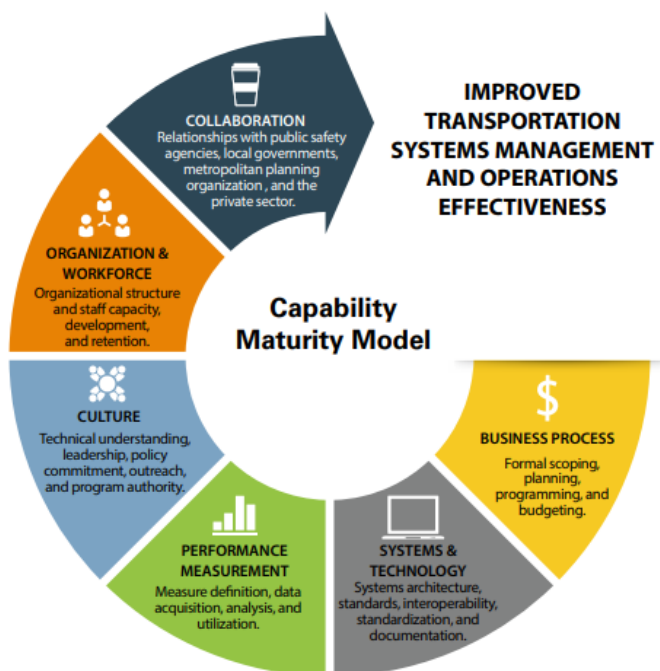 COLLABORATION
Relationships with public safety
agencies, local governments,
metropolitan planning
organization , and the
private sector.
IMPROVED
TRANSPORTATION
SYSTEMS MANAGEMENT
AND OPERATIONS
EFFECTIVENESS
ORGANIZATION &
WORKFORCE
Organizational structure
and staff capacity,
development,
and retention.
Capability
Maturity Model
CULTURE
Technical understanding,
leadership, policy
commitment, outreach,
and program authority.
$
BUSINESS PROCESS
Formal scoping,
planning,
programming, and
budgeting.
PERFORMANCE
MEASUREMENT
Measure definition, data
acquisition, analysis, and
utilization.
SYSTEMS &
TECHNOLOGY
Systems architecture,
standards, interoperability,
standardization, and
documentation.